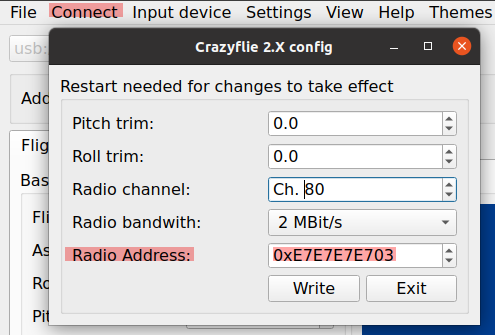 File Connect Input device Settings View Help Themes
usb:
Crazyflie 2.X config
Restart needed for changes to take effect
Add
Pitch trim: 0.0
Flig
Roll trim: 0.0
Bas
Radio channel: Ch. 80
Fli
Radio bandwith: 2 MBit/s
As
Radio Address: 0xE7E7E7E703
Ro
Write Exit
Pit